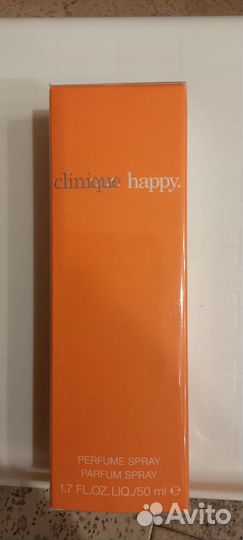 clinique happy.
PERFUME SPRAY
PARFUM SPRAY
1.7 FL.OZ.LIQ./50 ml ℮
Avito